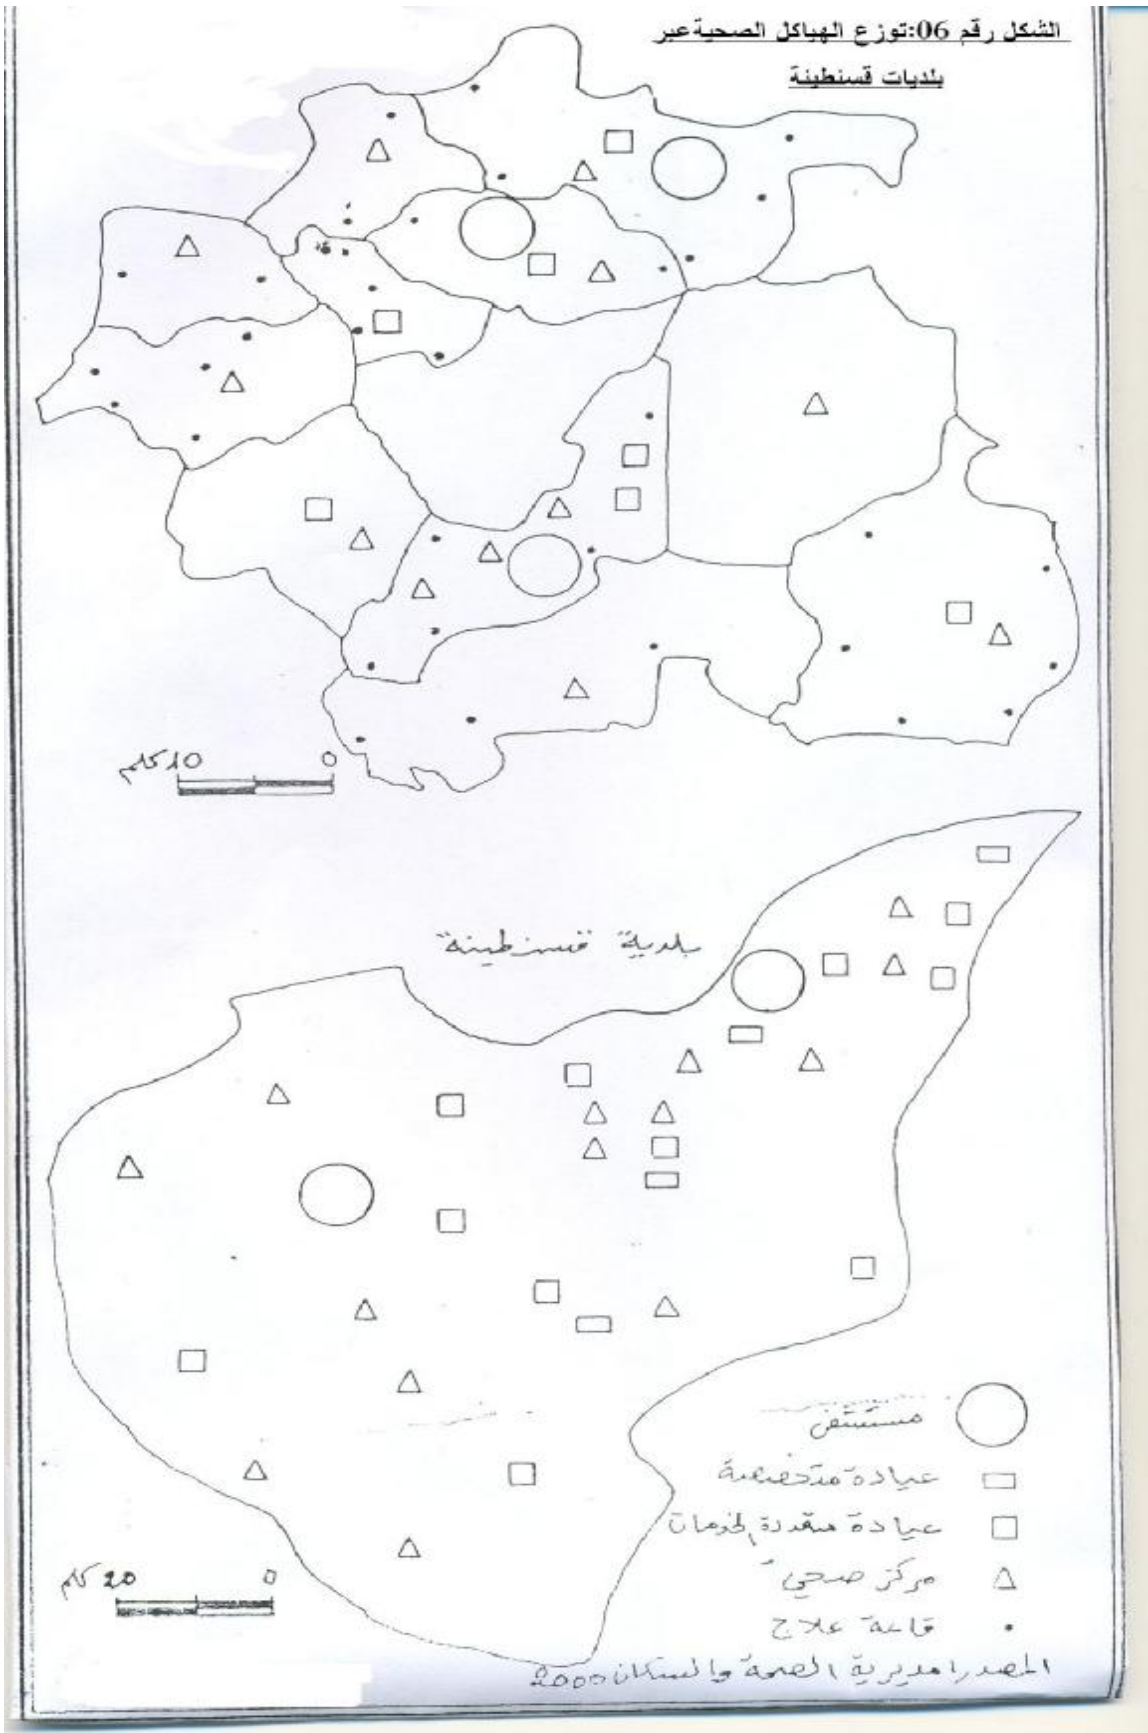 الشكل رقم 06:توزع الهياكل الصحية عبر
بلديات قسنطينة
0 10 كلم
بلدية قسنطينة
مستشفى
عيادة متخصصة
عيادة متعددة الخدمات
مركز صحي
قاعة علاج
0 20 كلم
المصدر مديرية الصحة والسكان 2000